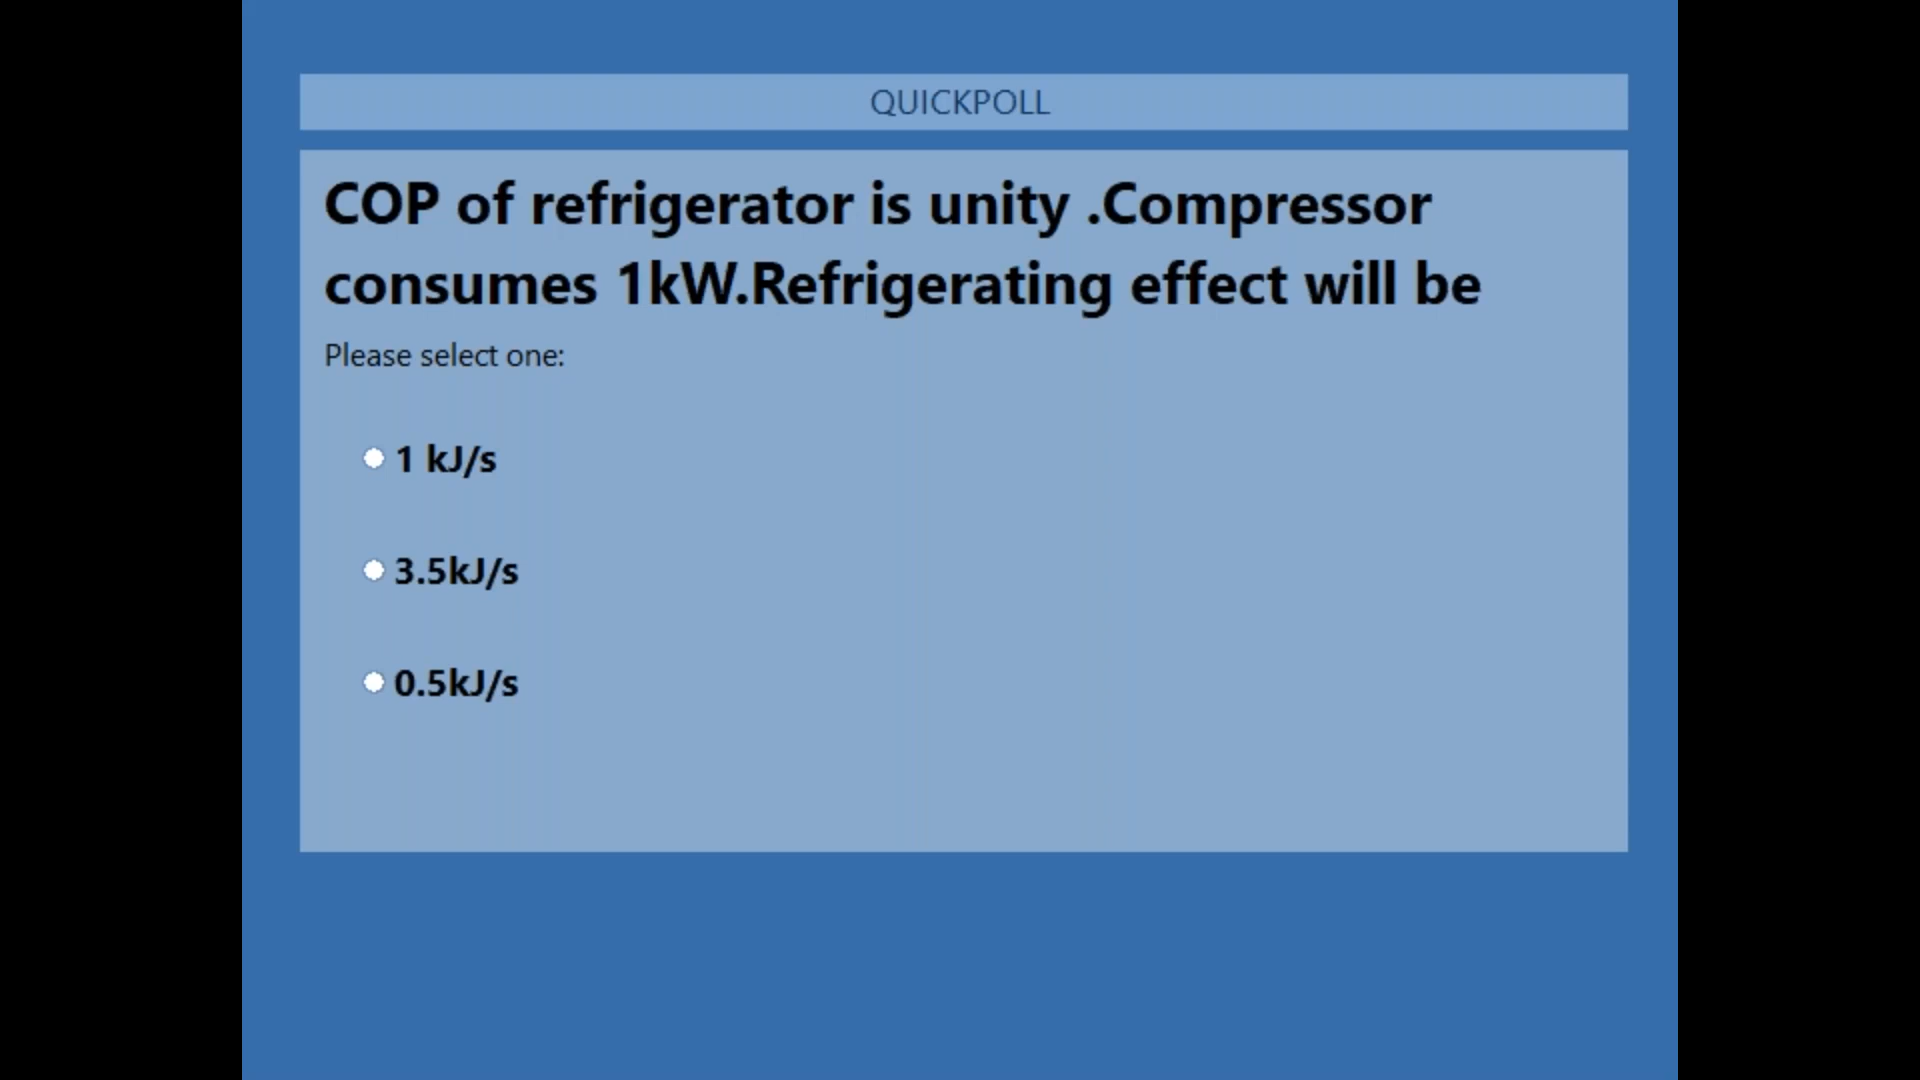 QUICKPOLL
COP of refrigerator is unity .Compressor
consumes 1kW.Refrigerating effect will be
Please select one:
1 kJ/s
3.5kJ/s
0.5kJ/s